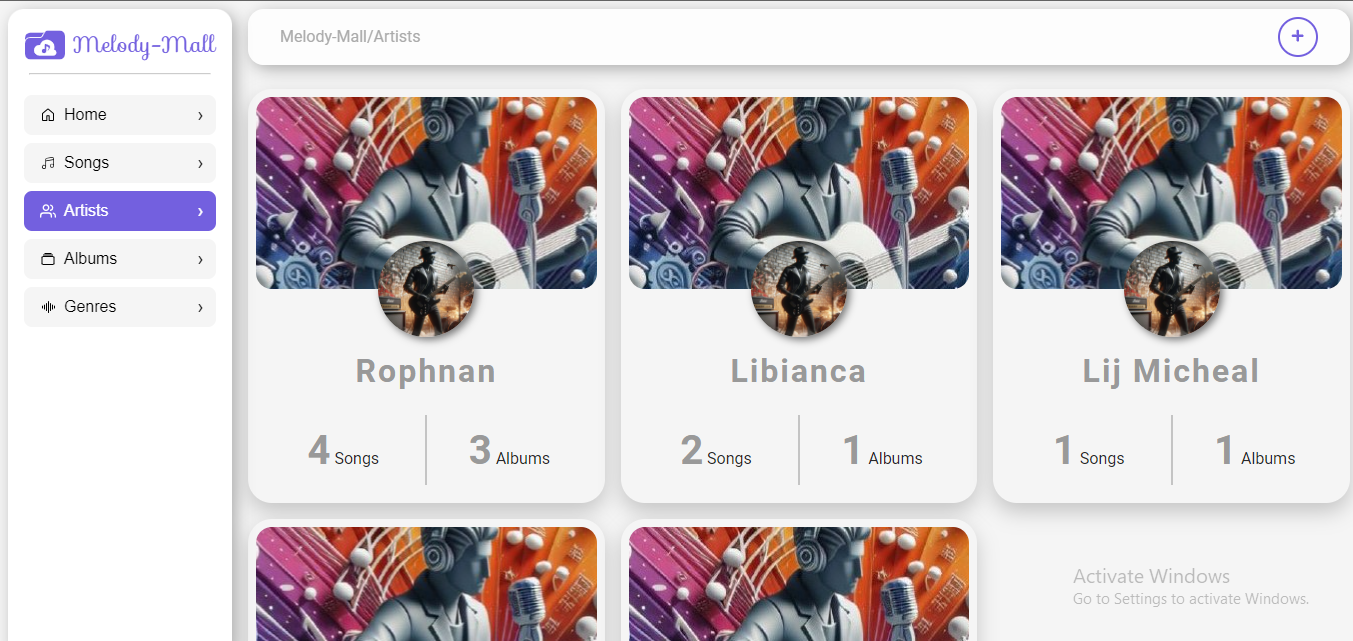 Melody-Mall
Home
Songs
Artists
Albums
Genres
Melody-Mall/Artists
+
Rophnan
4 Songs
3 Albums
Libianca
2 Songs
1 Albums
Lij Micheal
1 Songs
1 Albums
Activate Windows
Go to Settings to activate Windows.